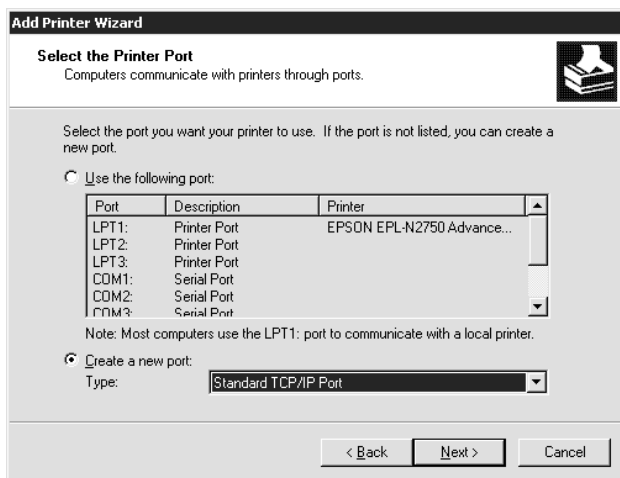 Add Printer Wizard
Select the Printer Port
Computers communicate with printers through ports.
Select the port you want your printer to use. If the port is not listed, you can create a
new port.
Use the following port:
Port Description Printer
LPT1: Printer Port EPSON EPL-N2750 Advance...
LPT2: Printer Port
LPT3: Printer Port
COM1: Serial Port
COM2: Serial Port
COM3: Serial Port
Note: Most computers use the LPT1: port to communicate with a local printer.
Create a new port:
Type: Standard TCP/IP Port
< Back Next > Cancel